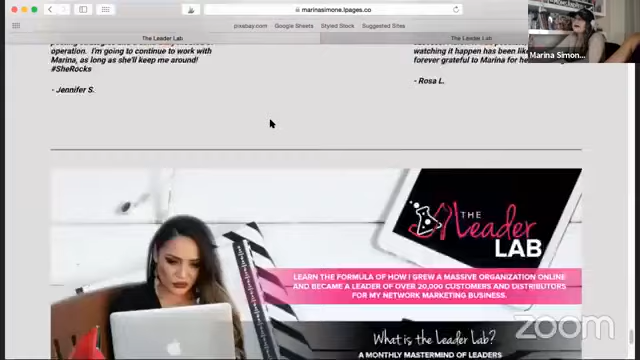 marinasimone.lpages.co
pixsbay.com Google Sheets Styled Stock Suggested Sites
The Leader Lab The Leader Lab
operation. I'm going to continue to work with
Marina, as long as she'll keep me around!
#SheRocks
- Jennifer S.
watching it happen has been
forever grateful to Marina for
- Rosa L.
Marina Simon...
THE
Leader
LAB
LEARN THE FORMULA OF HOW I GREW A MASSIVE ORGANIZATION ONLINE
AND BECAME A LEADER OF OVER 20,000 CUSTOMERS AND DISTRIBUTORS
FOR MY NETWORK MARKETING BUSINESS.
What is the Leader Lab?
A MONTHLY MASTERMIND OF LEADERS
zoom